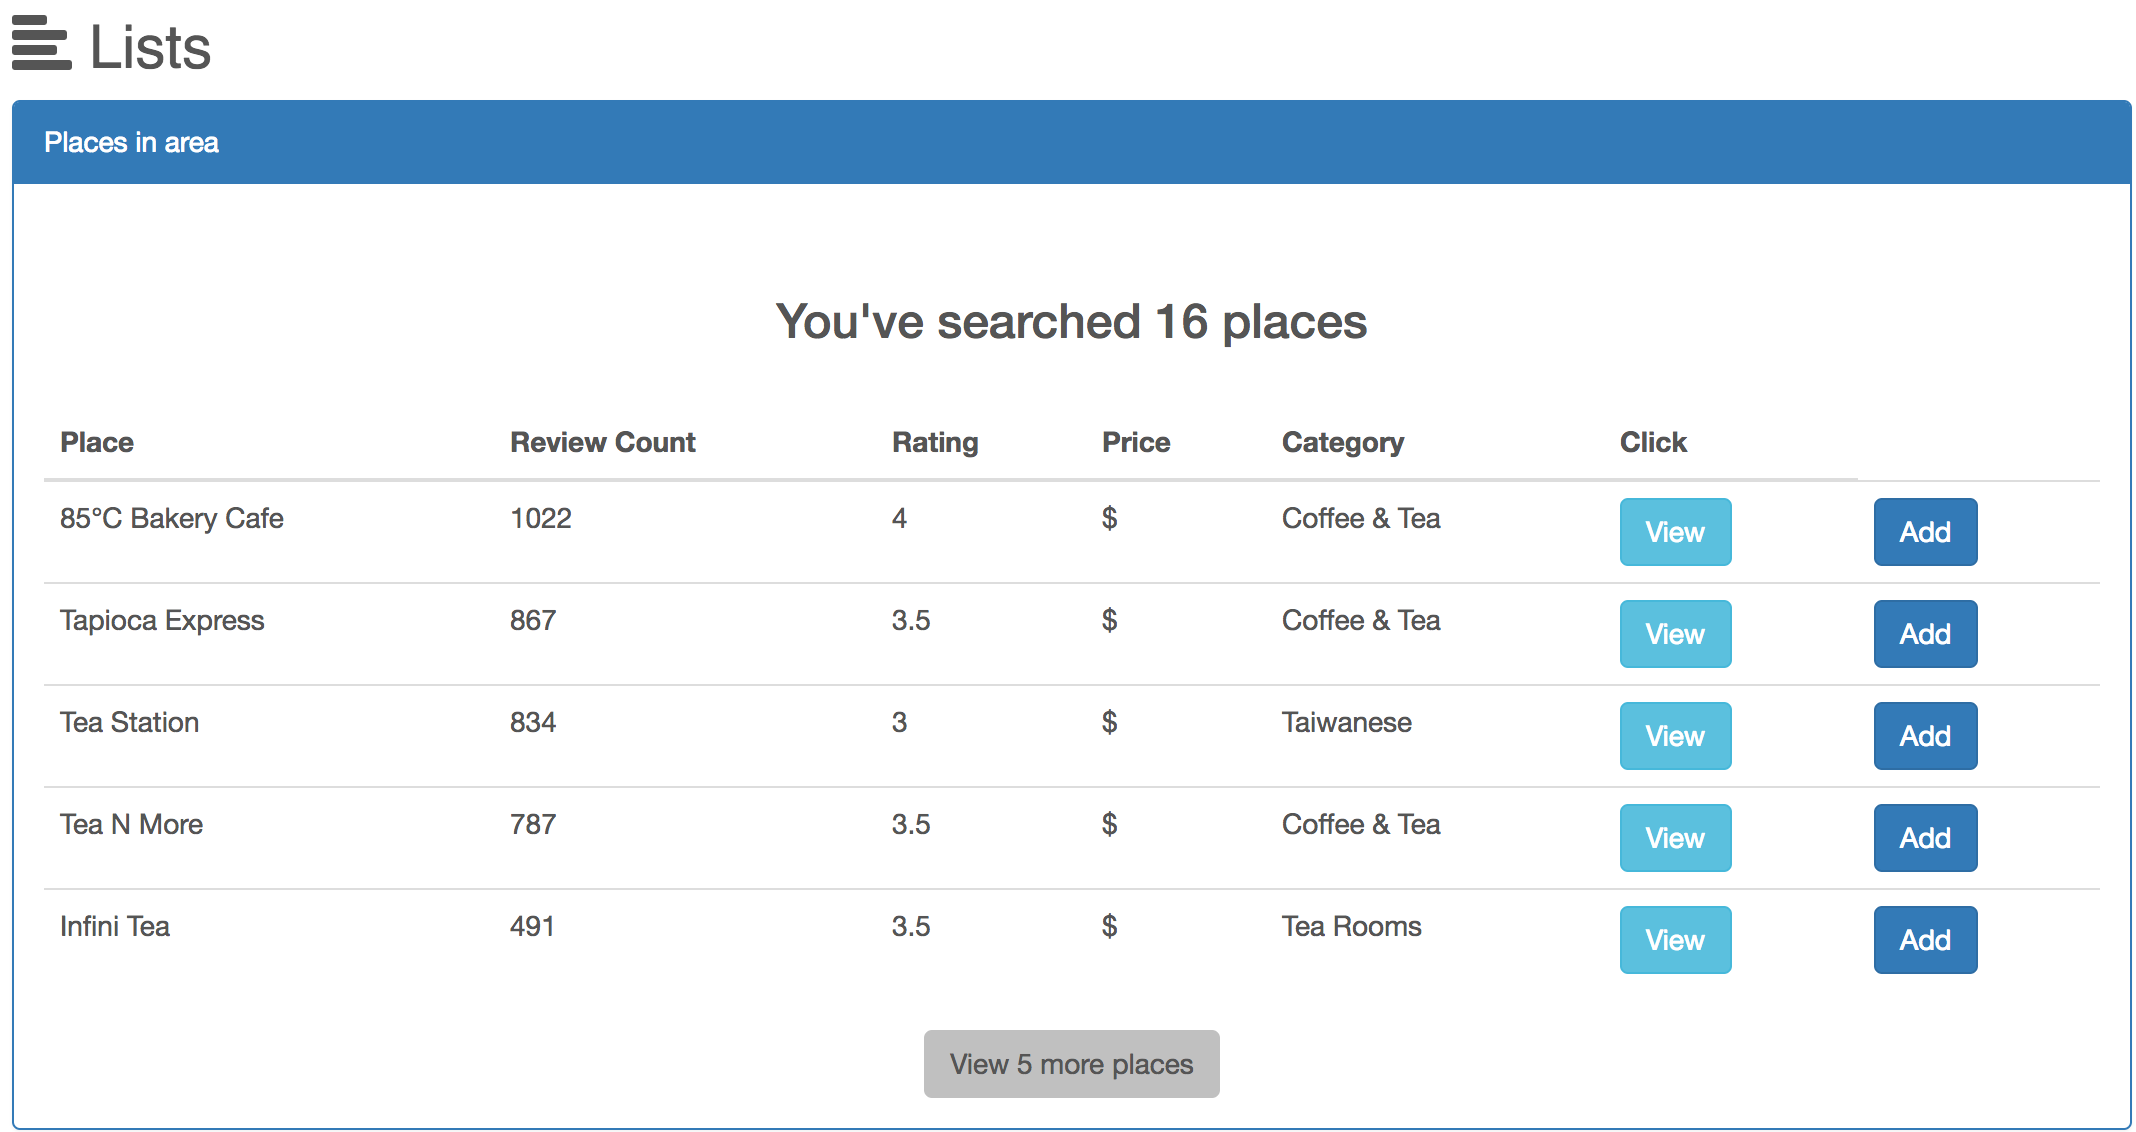 Lists
Places in area
You've searched 16 places
Place Review Count Rating Price Category Click
85°C Bakery Cafe 1022 4 $ Coffee & Tea View Add
Tapioca Express 867 3.5 $ Coffee & Tea View Add
Tea Station 834 3 $ Taiwanese View Add
Tea N More 787 3.5 $ Coffee & Tea View Add
Infini Tea 491 3.5 $ Tea Rooms View Add
View 5 more places